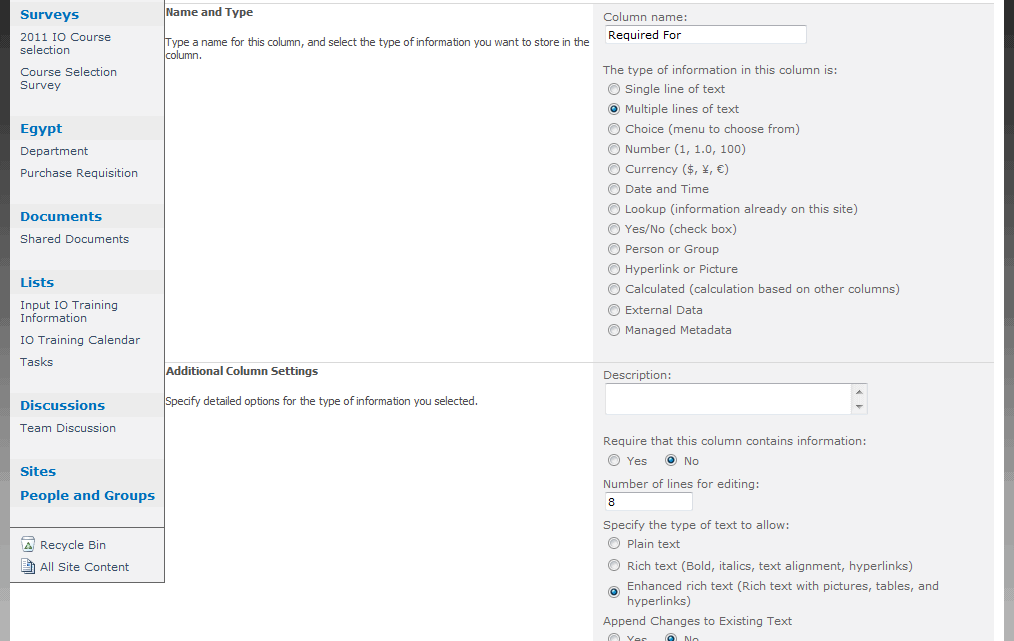 Surveys
2011 IO Course
selection
Course Selection
Survey
Egypt
Department
Purchase Requisition
Documents
Shared Documents
Lists
Input IO Training
Information
IO Training Calendar
Tasks
Discussions
Team Discussion
Sites
People and Groups
Recycle Bin
All Site Content
Name and Type
Type a name for this column, and select the type of information you want to store in the
column.
Column name:
Required For
The type of information in this column is:
Single line of text
Multiple lines of text
Choice (menu to choose from)
Number (1, 1.0, 100)
Currency ($, ¥, €)
Date and Time
Lookup (information already on this site)
Yes/No (check box)
Person or Group
Hyperlink or Picture
Calculated (calculation based on other columns)
External Data
Managed Metadata
Additional Column Settings
Specify detailed options for the type of information you selected.
Description:
Require that this column contains information:
Yes No
Number of lines for editing:
8
Specify the type of text to allow:
Plain text
Rich text (Bold, italics, text alignment, hyperlinks)
Enhanced rich text (Rich text with pictures, tables, and
hyperlinks)
Append Changes to Existing Text
Yes No